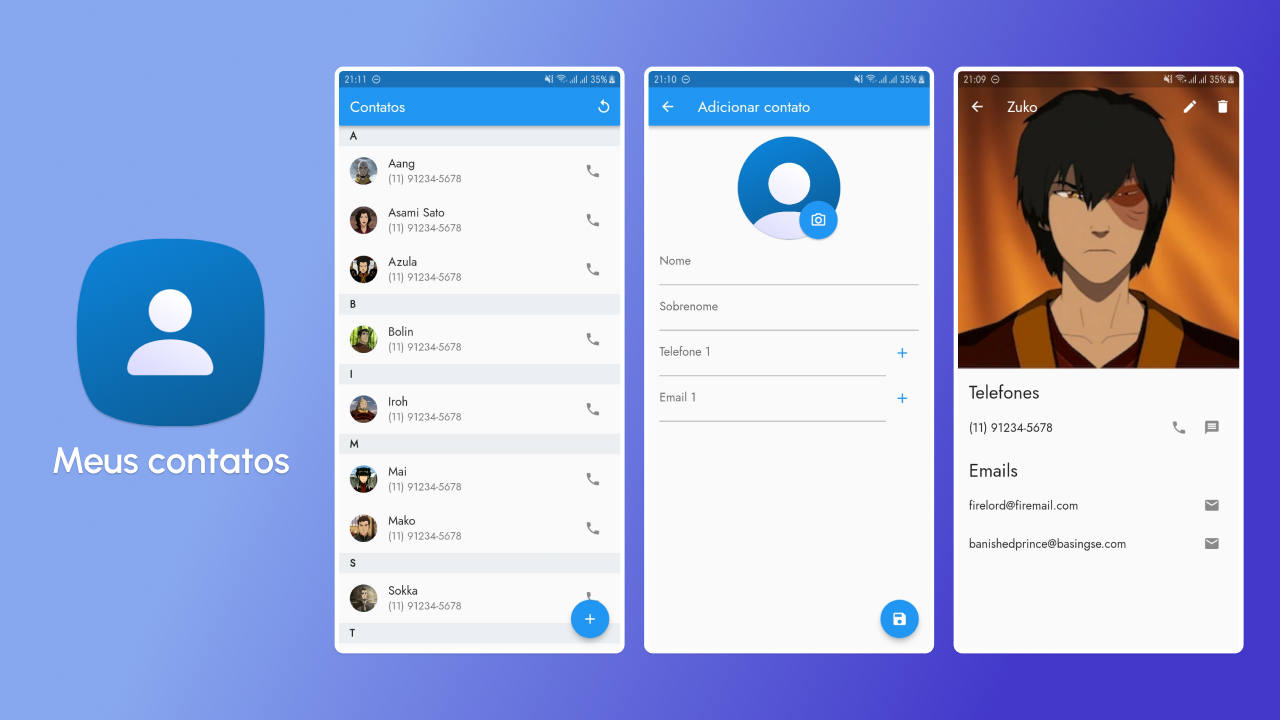 Meus contatos
21:11
35%
Contatos
A
Aang
(11) 91234-5678
Asami Sato
(11) 91234-5678
Azula
(11) 91234-5678
B
Bolin
(11) 91234-5678
I
Iroh
(11) 91234-5678
M
Mai
(11) 91234-5678
Mako
(11) 91234-5678
S
Sokka
(11) 91234-5678
T
21:10
35%
Adicionar contato
Nome
Sobrenome
Telefone 1
Email 1
21:09
35%
Zuko
Telefones
(11) 91234-5678
Emails
firelord@firemail.com
banishedprince@basingse.com